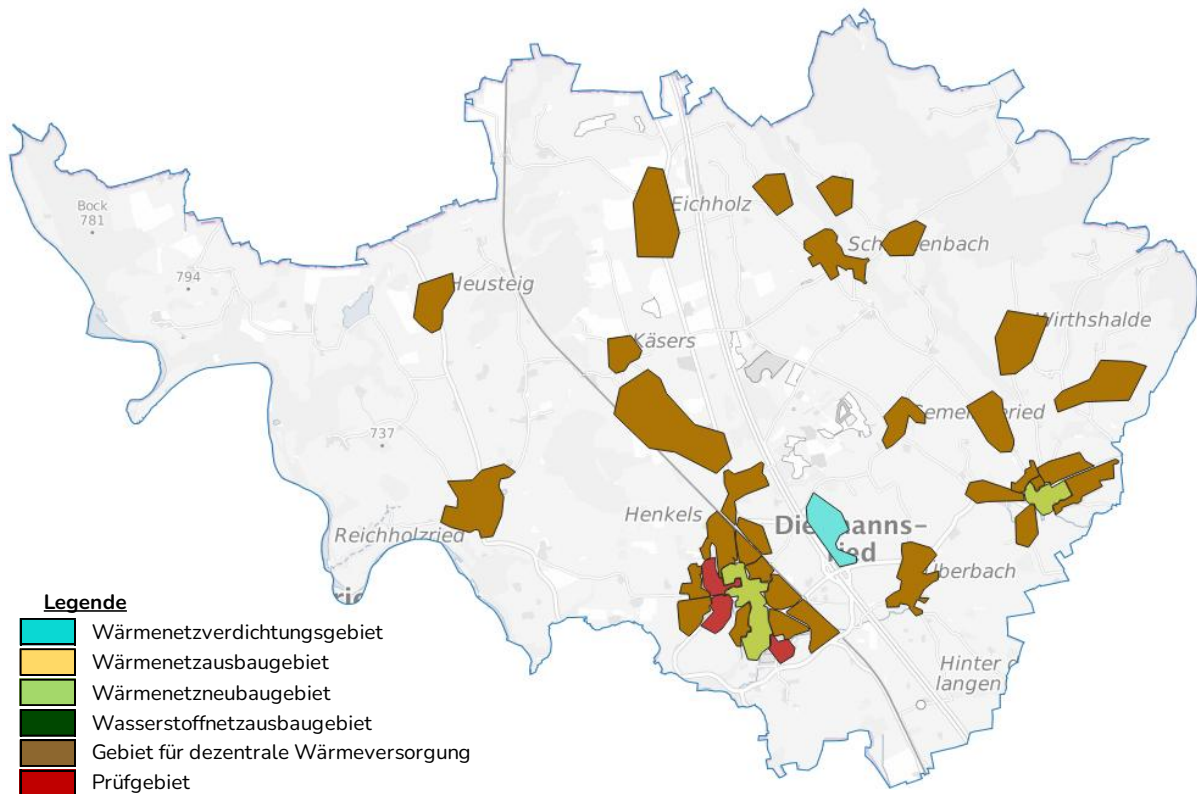 Bock
781
794
Eichholz
Heusteig
Käsers
Wirthshalde
737
Henkels
Reichholzried
Hinter
langen
Legende
Wärmenetzverdichtungsgebiet
Wärmenetzausbaugebiet
Wärmenetzneubaugebiet
Wasserstoffnetzausbaugebiet
Gebiet für dezentrale Wärmeversorgung
Prüfgebiet